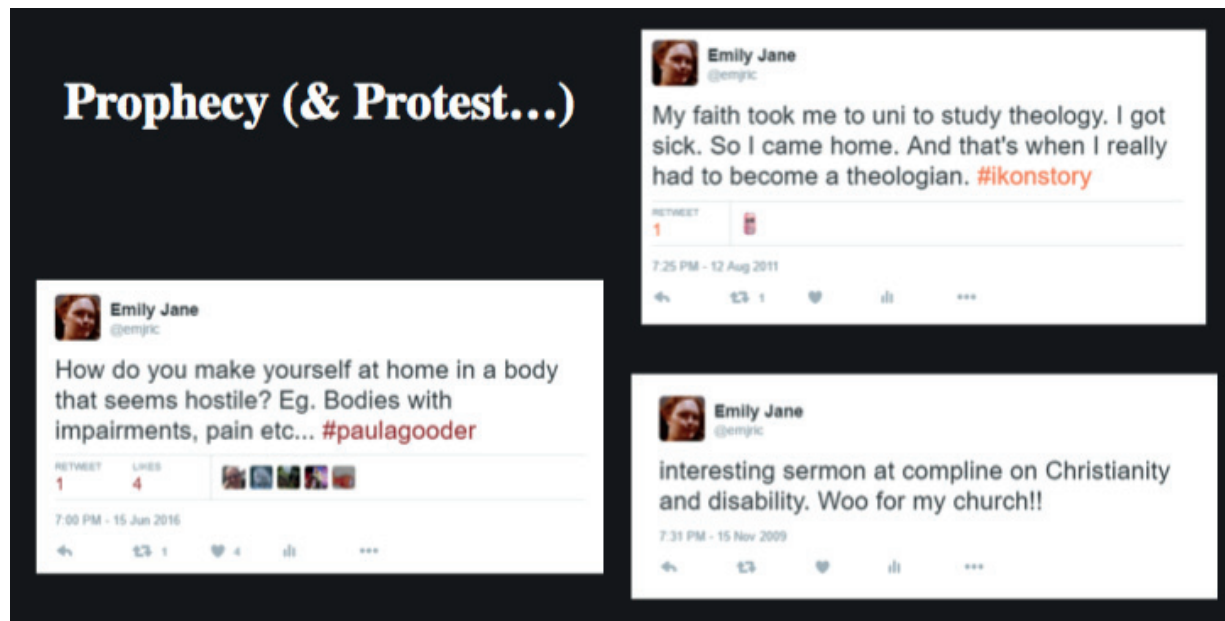 Prophecy (& Protest...)
Emily Jane
@emjric
My faith took me to uni to study theology. I got
sick. So I came home. And that's when I really
had to become a theologian. #ikonstory
RETWEET
1
7:25 PM - 12 Aug 2011
1
Emily Jane
@emjric
How do you make yourself at home in a body
that seems hostile? Eg. Bodies with
impairments, pain etc... #paulagooder
RETWEET LIKES
1 4
7:00 PM - 15 Jun 2016
1 4
Emily Jane
@emjric
interesting sermon at compline on Christianity
and disability. Woo for my church!!
7:31 PM - 15 Nov 2009